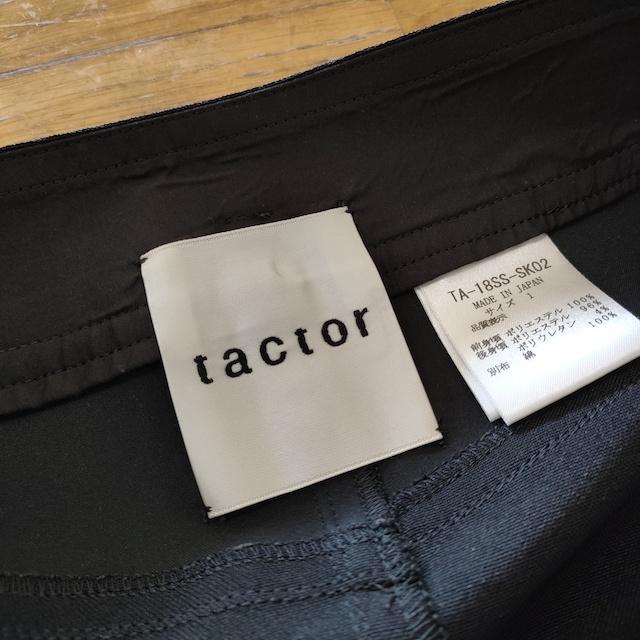 tactor
TA-18SS-SK02
MADE IN JAPAN
サイズ 1
品質表示
前身頃 ポリエステル 100%
後身頃 ポリエステル 96%
ポリウレタン 4%
別布 綿 100%